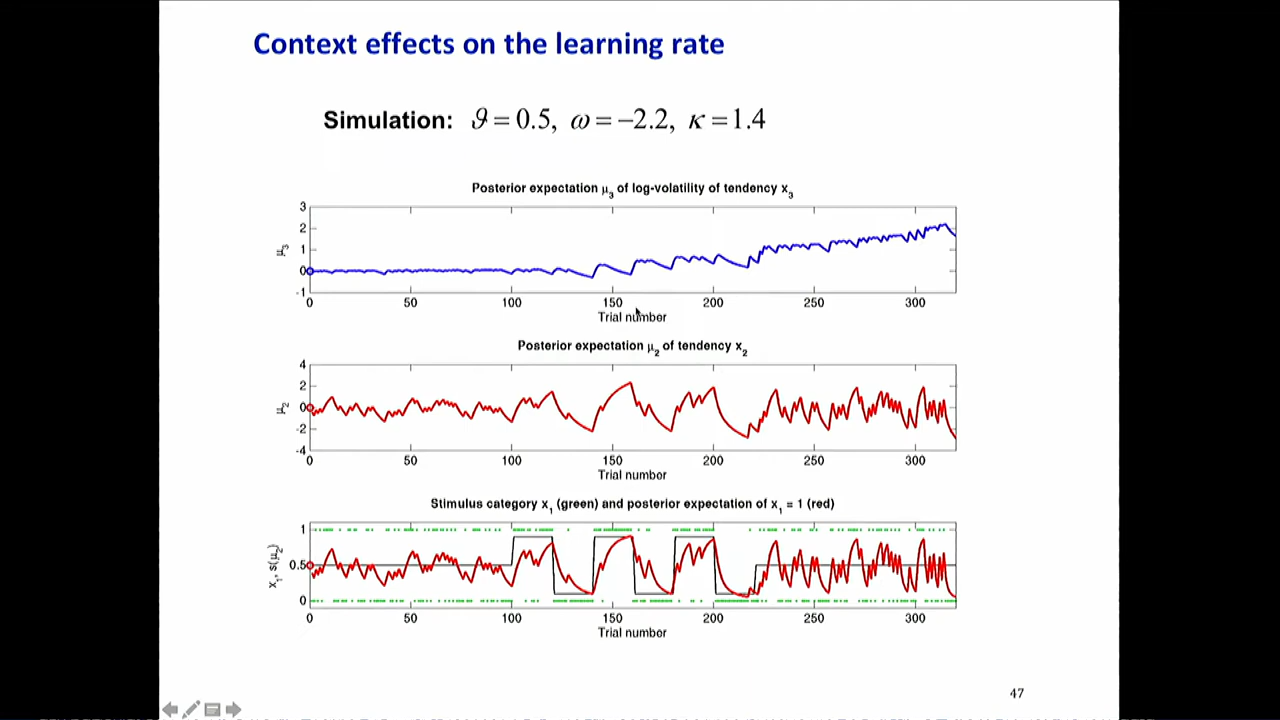 Context effects on the learning rate
Simulation: ϑ = 0.5, ω = −2.2, κ = 1.4
Posterior expectation μ3 of log-volatility of tendency x3
3
2
1
0
-1
μ3
0 50 100 150 200 250 300
Trial number
Posterior expectation μ2 of tendency x2
4
2
0
-2
-4
μ2
0 50 100 150 200 250 300
Trial number
Stimulus category x1 (green) and posterior expectation of x1 = 1 (red)
1
0.5
0
x1, s(μ2)
0 50 100 150 200 250 300
Trial number
47